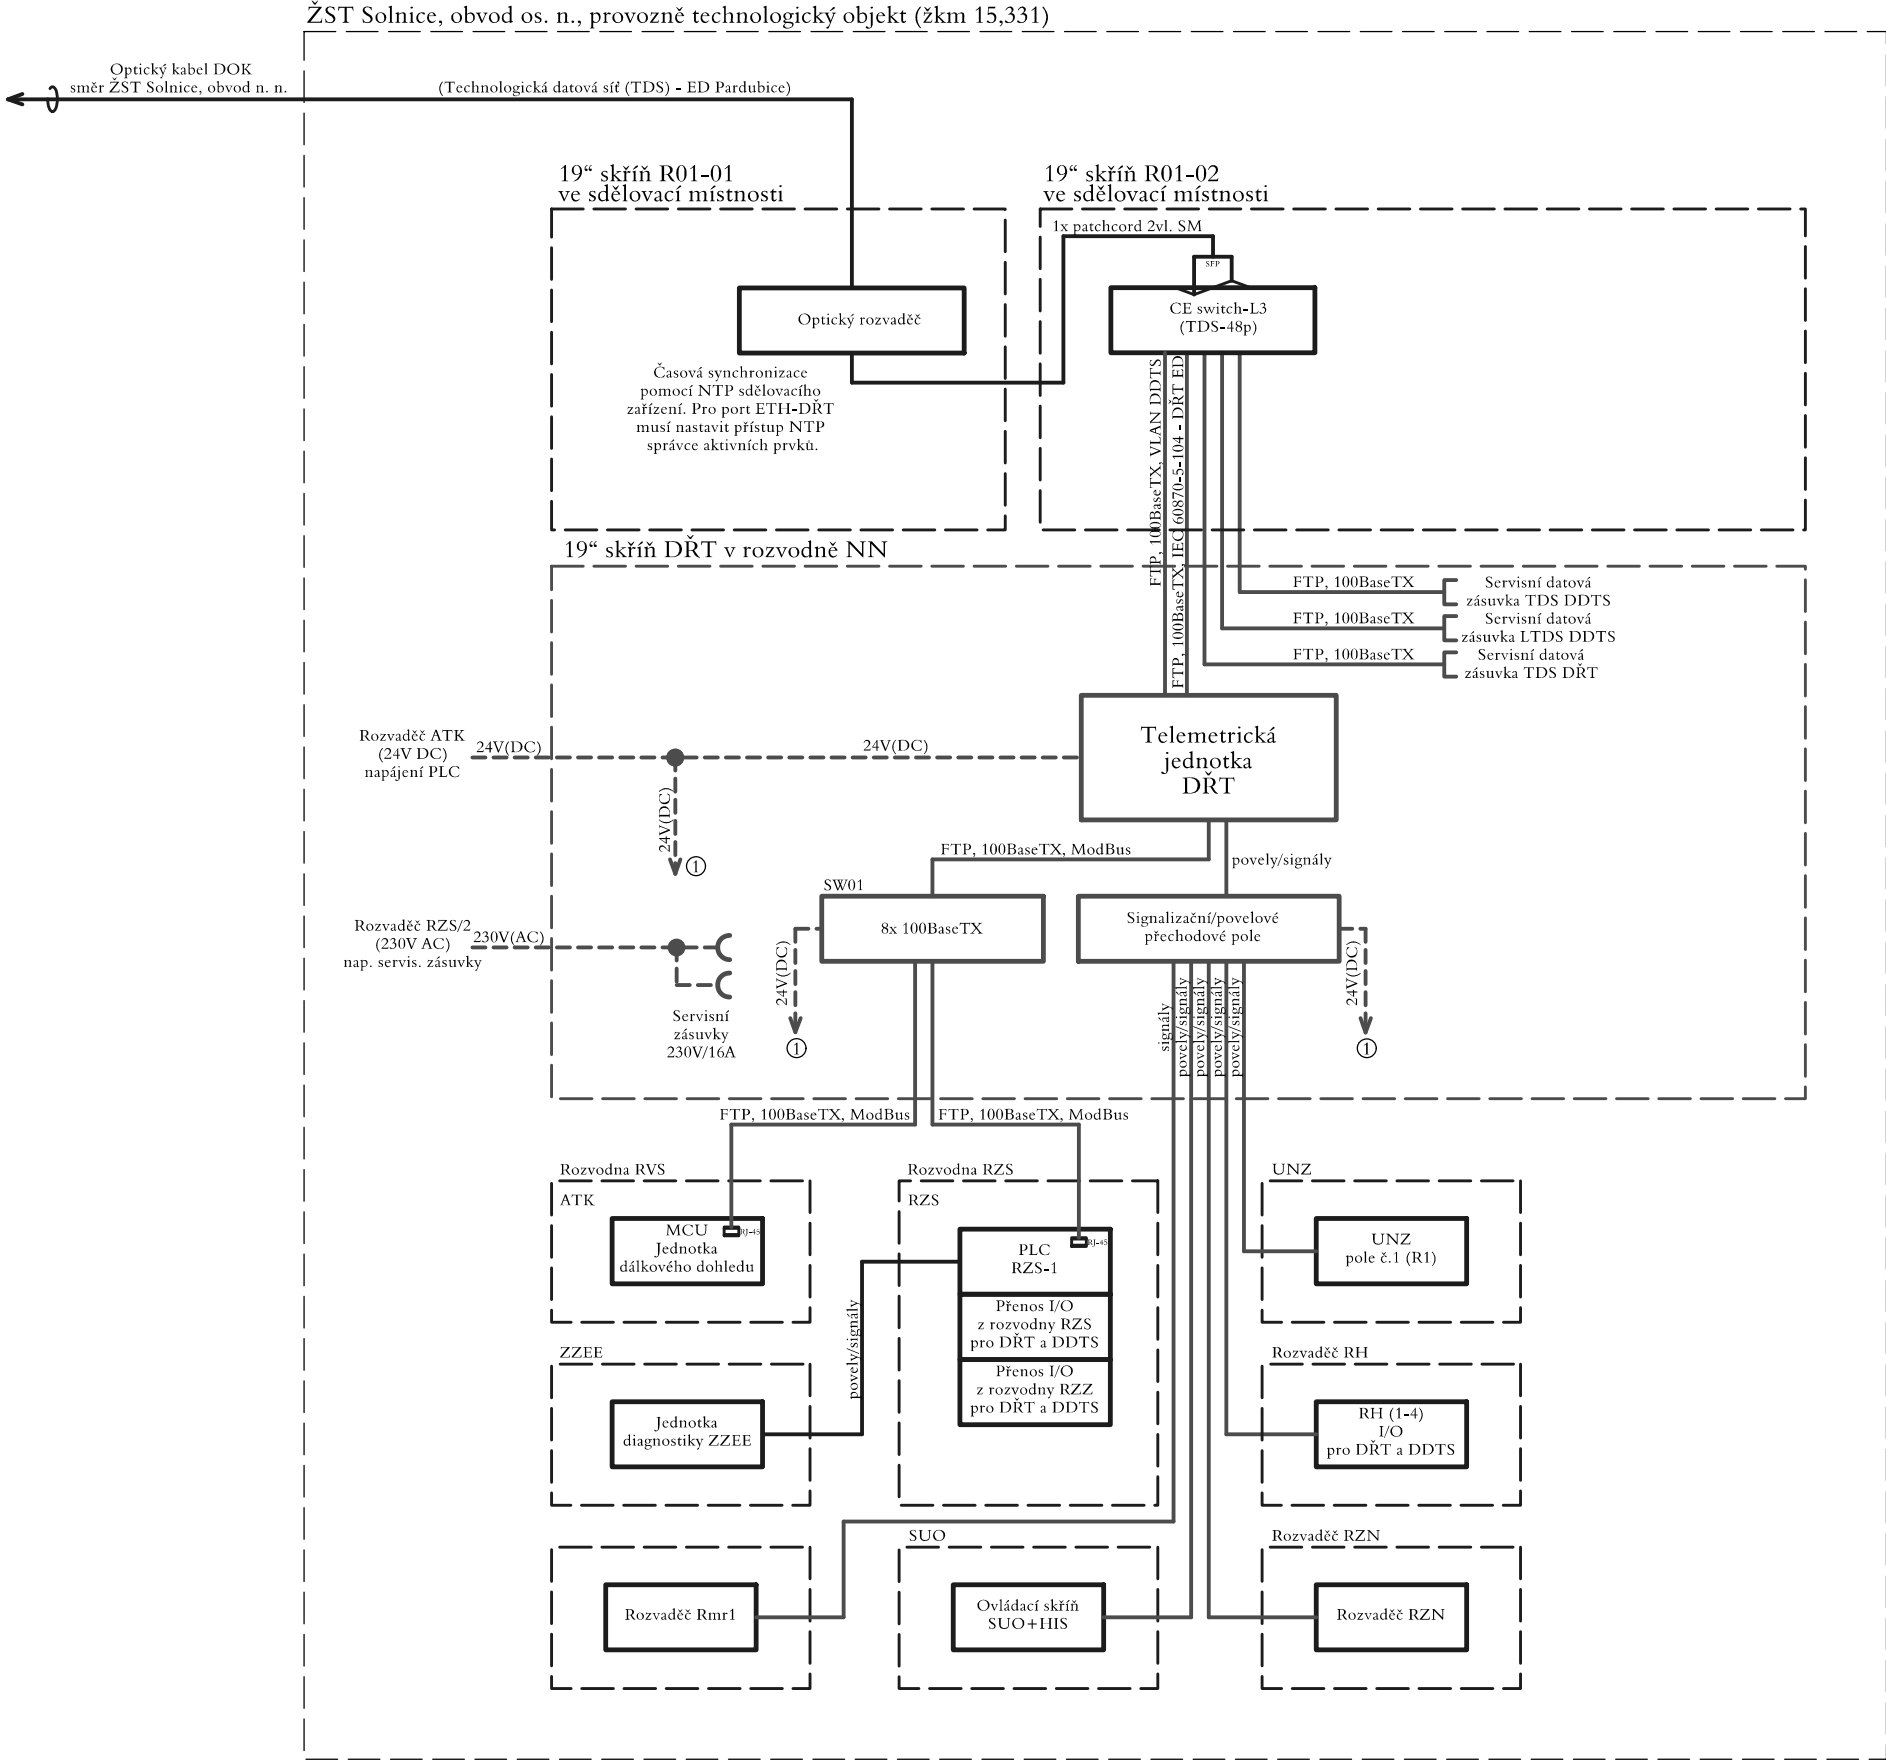 ŽST Solnice, obvod os. n., provozně technologický objekt (žkm 15,331)
Optický kabel DOK
směr ŽST Solnice, obvod n. n.
(Technologická datová síť (TDS) - ED Pardubice)
19“ skříň R01-01
ve sdělovací místnosti
19“ skříň R01-02
ve sdělovací místnosti
1x patchcord 2vl. SM
SFP
Optický rozvaděč
CE switch-L3
(TDS-48p)
Časová synchronizace
pomocí NTP sdělovacího
zařízení. Pro port ETH-DŘT
musí nastavit přístup NTP
správce aktivních prvků.
FTP, 100BaseTX, VLAN DDTS
FTP, 100BaseTX, IEC 60870-5-104 - DŘT ED
19“ skříň DŘT v rozvodně NN
FTP, 100BaseTX
Servisní datová
zásuvka TDS DDTS
FTP, 100BaseTX
Servisní datová
zásuvka LTDS DDTS
FTP, 100BaseTX
Servisní datová
zásuvka TDS DŘT
Rozvaděč ATK
(24V DC)
napájení PLC
24V(DC)
24V(DC)
24V(DC)
1
Telemetrická
jednotka
DŘT
FTP, 100BaseTX, ModBus
povely/signály
SW01
8x 100BaseTX
Signalizační/povelové
přechodové pole
Rozvaděč RZS/2
(230V AC)
nap. servis. zásuvky
230V(AC)
Servisní
zásuvky
230V/16A
24V(DC)
1
signály
povely/signály
povely/signály
povely/signály
povely/signály
24V(DC)
1
FTP, 100BaseTX, ModBus
FTP, 100BaseTX, ModBus
Rozvodna RVS
ATK
MCU
RJ-45
Jednotka
dálkového dohledu
Rozvodna RZS
RZS
PLC
RJ-45
RZS-1
Přenos I/O
z rozvodny RZS
pro DŘT a DDTS
Přenos I/O
z rozvodny RZZ
pro DŘT a DDTS
UNZ
UNZ
pole č.1 (R1)
povely/signály
ZZEE
Jednotka
diagnostiky ZZEE
Rozvaděč RH
RH (1-4)
I/O
pro DŘT a DDTS
Rozvaděč Rmr1
SUO
Ovládací skříň
SUO+HIS
Rozvaděč RZN
Rozvaděč RZN